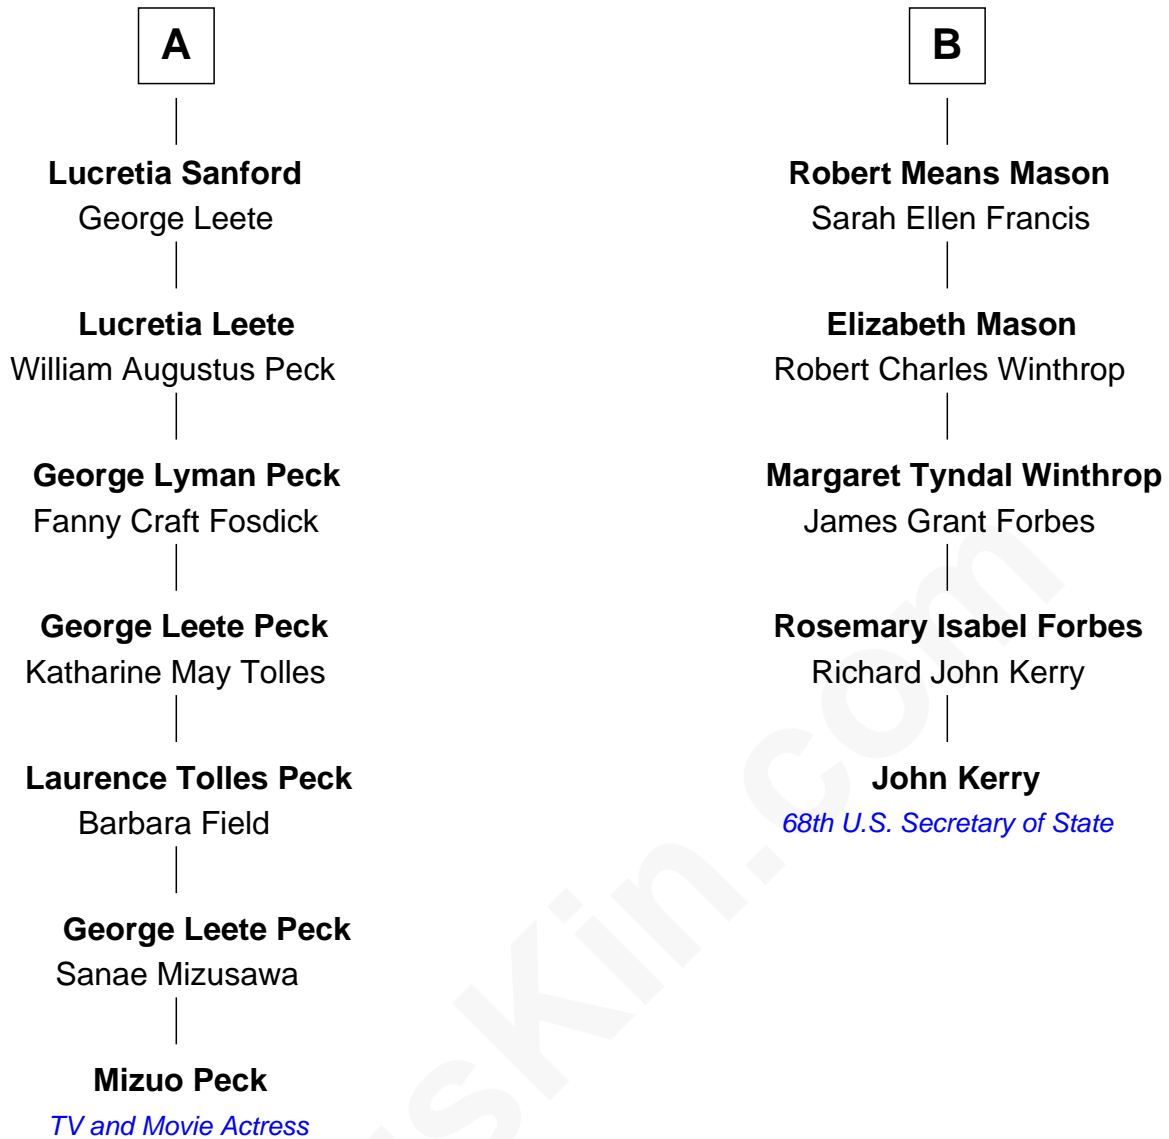 A
Lucretia Sanford
George Leete
Lucretia Leete
William Augustus Peck
George Lyman Peck
Fanny Craft Fosdick
George Leete Peck
Katharine May Tolles
Laurence Tolles Peck
Barbara Field
George Leete Peck
Sanae Mizusawa
Mizuo Peck
TV and Movie Actress
B
Robert Means Mason
Sarah Ellen Francis
Elizabeth Mason
Robert Charles Winthrop
Margaret Tyndal Winthrop
James Grant Forbes
Rosemary Isabel Forbes
Richard John Kerry
John Kerry
68th U.S. Secretary of State